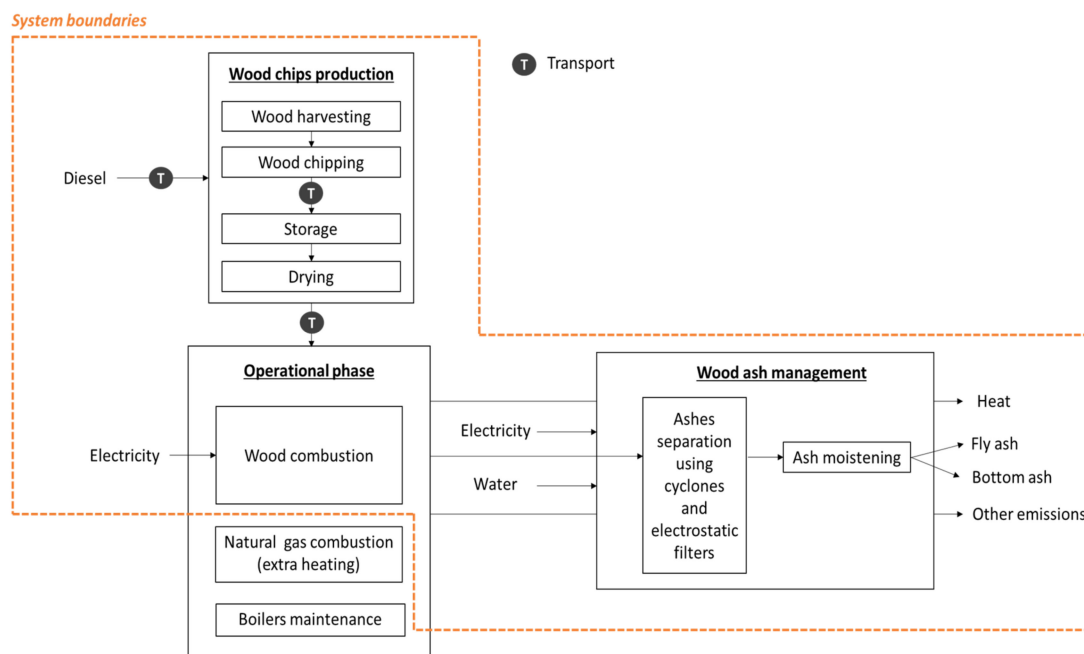 System boundaries
T Transport
Wood chips production
Wood harvesting
Wood chipping
Diesel
T
T
Storage
Drying
T
Operational phase
Wood combustion
Electricity
Natural gas combustion
(extra heating)
Boilers maintenance
Electricity
Water
Wood ash management
Ashes
separation
using
cyclones
and
electrostatic
filters
Ash moistening
Heat
Fly ash
Bottom ash
Other emissions